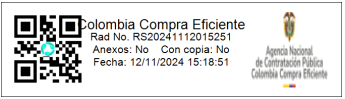 Colombia Compra Eficiente
Rad No. RS20241112015251
Anexos: No Con copia: No
Fecha: 12/11/2024 15:18:51
Agencia Nacional
de Contratación Pública
Colombia Compra Eficiente